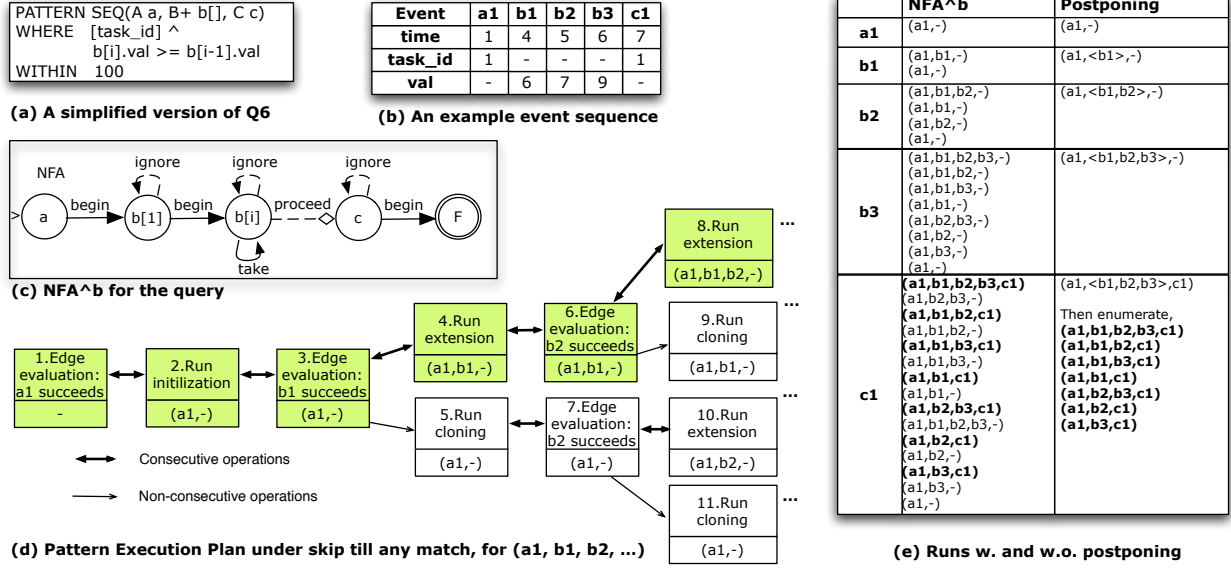 PATTERN SEQ(A a, B+ b[], C c)
WHERE [task_id] ^
b[i].val >= b[i-1].val
WITHIN 100
(a) A simplified version of Q6
Event a1 b1 b2 b3 c1
time 1 4 5 6 7
task_id 1 - - - 1
val - 6 7 9 -
(b) An example event sequence
NFA
ignore ignore ignore
> a begin b[1] begin b[i] proceed c begin F
take
(c) NFA^b for the query
1.Edge
evaluation:
a1 succeeds
-
2.Run
initilization
(a1,-)
3.Edge
evaluation:
b1 succeeds
(a1,-)
4.Run
extension
(a1,b1,-)
5.Run
cloning
(a1,-)
6.Edge
evaluation:
b2 succeeds
(a1,b1,-)
7.Edge
evaluation:
b2 succeeds
(a1,-)
8.Run
extension
(a1,b1,b2,-)
...
9.Run
cloning
(a1,b1,-)
...
10.Run
extension
(a1,b2,-)
...
11.Run
cloning
(a1,-)
...
Consecutive operations
Non-consecutive operations
(d) Pattern Execution Plan under skip till any match, for (a1, b1, b2, ...)
NFA^b Postponing
a1
(a1,-) (a1,-)
b1
(a1,b1,-) (a1,<b1>,-)
(a1,-)
b2
(a1,b1,b2,-) (a1,<b1,b2>,-)
(a1,b1,-)
(a1,b2,-)
(a1,-)
b3
(a1,b1,b2,b3,-) (a1,<b1,b2,b3>,-)
(a1,b1,b2,-)
(a1,b1,b3,-)
(a1,b1,-)
(a1,b2,b3,-)
(a1,b2,-)
(a1,b3,-)
(a1,-)
c1
(a1,b1,b2,b3,c1) (a1,<b1,b2,b3>,c1)
(a1,b2,b3,-)
(a1,b1,b2,c1) Then enumerate,
(a1,b1,b2,-) (a1,b1,b2,b3,c1)
(a1,b1,b3,c1) (a1,b1,b2,c1)
(a1,b1,b3,-) (a1,b1,b3,c1)
(a1,b1,c1) (a1,b1,c1)
(a1,b1,-) (a1,b2,b3,c1)
(a1,b2,b3,c1) (a1,b2,c1)
(a1,b1,b2,b3,-) (a1,b3,c1)
(a1,b2,c1)
(a1,b2,-)
(a1,b3,c1)
(a1,b3,-)
(a1,-)
(e) Runs w. and w.o. postponing